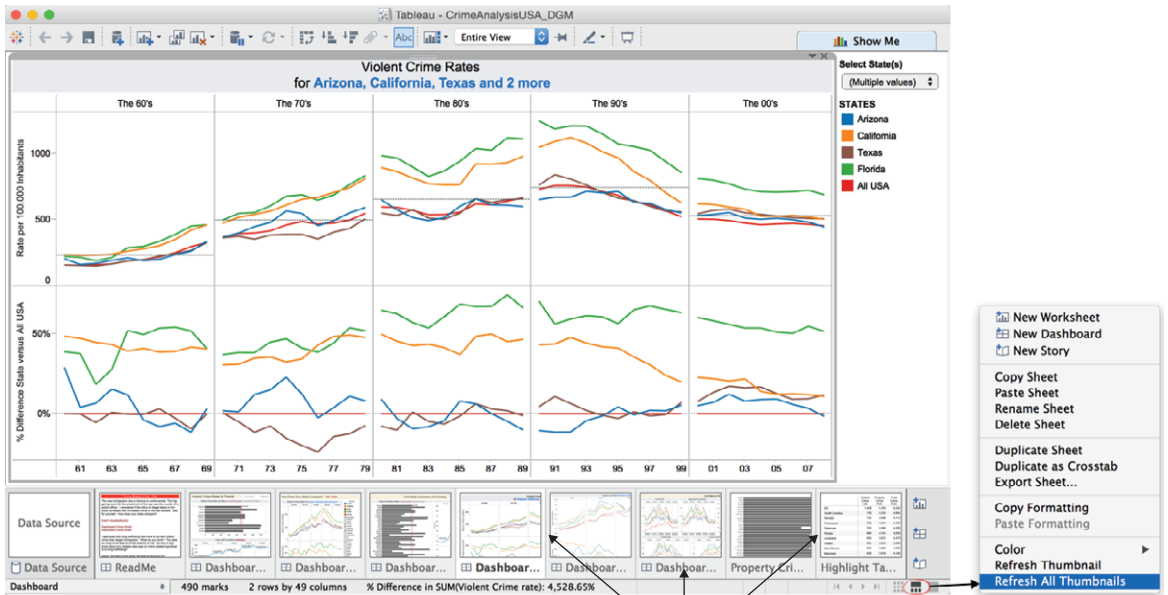 Tableau - CrimeAnalysisUSA_DGM
Abc
Entire View
Show Me
Violent Crime Rates
for Arizona, California, Texas and 2 more
The 60's
The 70's
The 80's
The 90's
The 00's
Rate per 100.000 Inhabitants
1000
500
0
% Difference State versus All USA
50%
0%
61 63 65 67 69
71 73 75 77 79
81 83 85 87 89
91 93 95 97 99
01 03 05 07
Select State(s)
(Multiple values)
STATES
Arizona
California
Texas
Florida
All USA
Data Source
Data Source
ReadMe
Dashboar...
Dashboar...
Dashboar...
Dashboar...
Dashboar...
Dashboar...
Property Cri...
Highlight Ta...
Dashboard
490 marks
2 rows by 49 columns
% Difference in SUM(Violent Crime rate): 4,528.65%
New Worksheet
New Dashboard
New Story
Copy Sheet
Paste Sheet
Rename Sheet
Delete Sheet
Duplicate Sheet
Duplicate as Crosstab
Export Sheet...
Copy Formatting
Paste Formatting
Color
Refresh Thumbnail
Refresh All Thumbnails